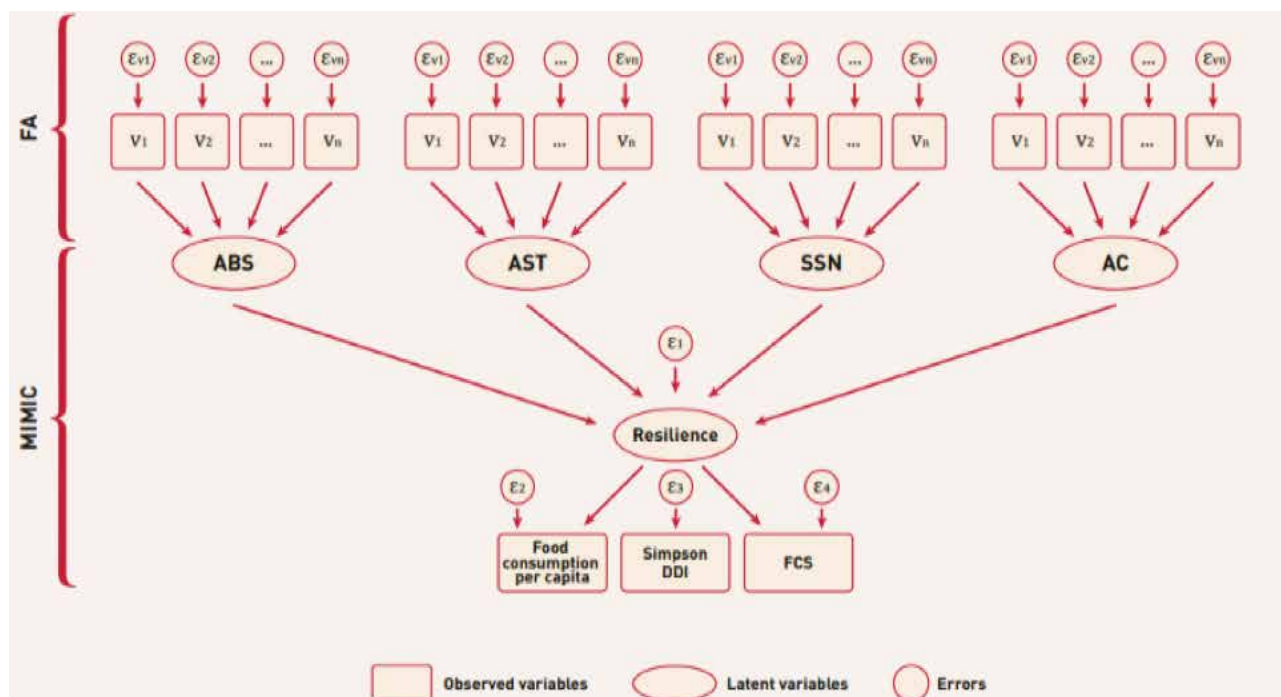 εv1 εv2 ... εvn εv1 εv2 ... εvn εv1 εv2 ... εvn εv1 εv2 ... εvn
FA
V1 V2 ... Vn V1 V2 ... Vn V1 V2 ... Vn V1 V2 ... Vn
ABS AST SSN AC
MIMIC
ε1
Resilience
ε2 ε3 ε4
Food
consumption
per capita
Simpson
DDI
FCS
Observed variables Latent variables Errors